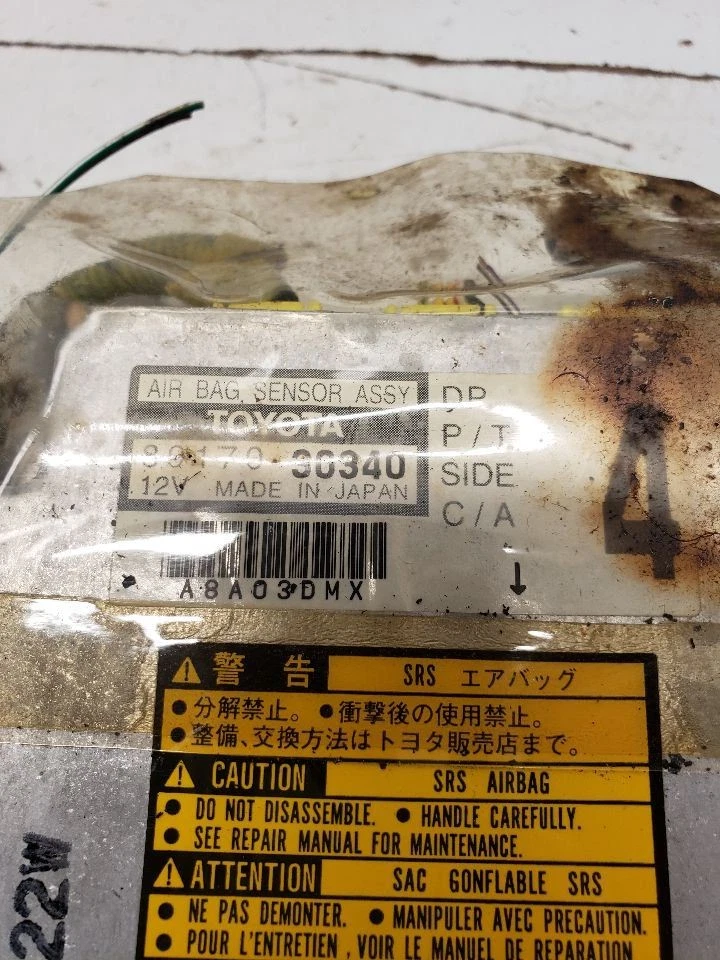 AIR BAG SENSOR ASSY
TOYOTA
12V MADE IN JAPAN
DP
P/T
SIDE
C/A
↓
4
A8A03DMX
警告 SRS エアバッグ
● 分解禁止。 ● 衝撃後の使用禁止。
● 整備、交換方法はトヨタ販売店まで。
CAUTION SRS AIRBAG
● DO NOT DISASSEMBLE. ● HANDLE CAREFULLY.
● SEE REPAIR MANUAL FOR MAINTENANCE.
ATTENTION SAC GONFLABLE SRS
● NE PAS DEMONTER. ● MANIPULER AVEC PRECAUTION.
● POUR L'ENTRETIEN , VOIR LE MANUEL DE REPARATION
22W